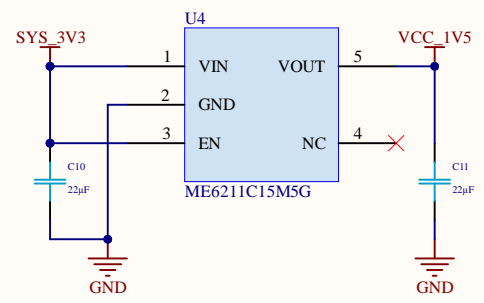 U4
SYS_3V3
VCC_1V5
1
VIN
VOUT
5
2
GND
3
EN
NC
4
C10
22μF
C11
22μF
ME6211C15M5G
GND
GND